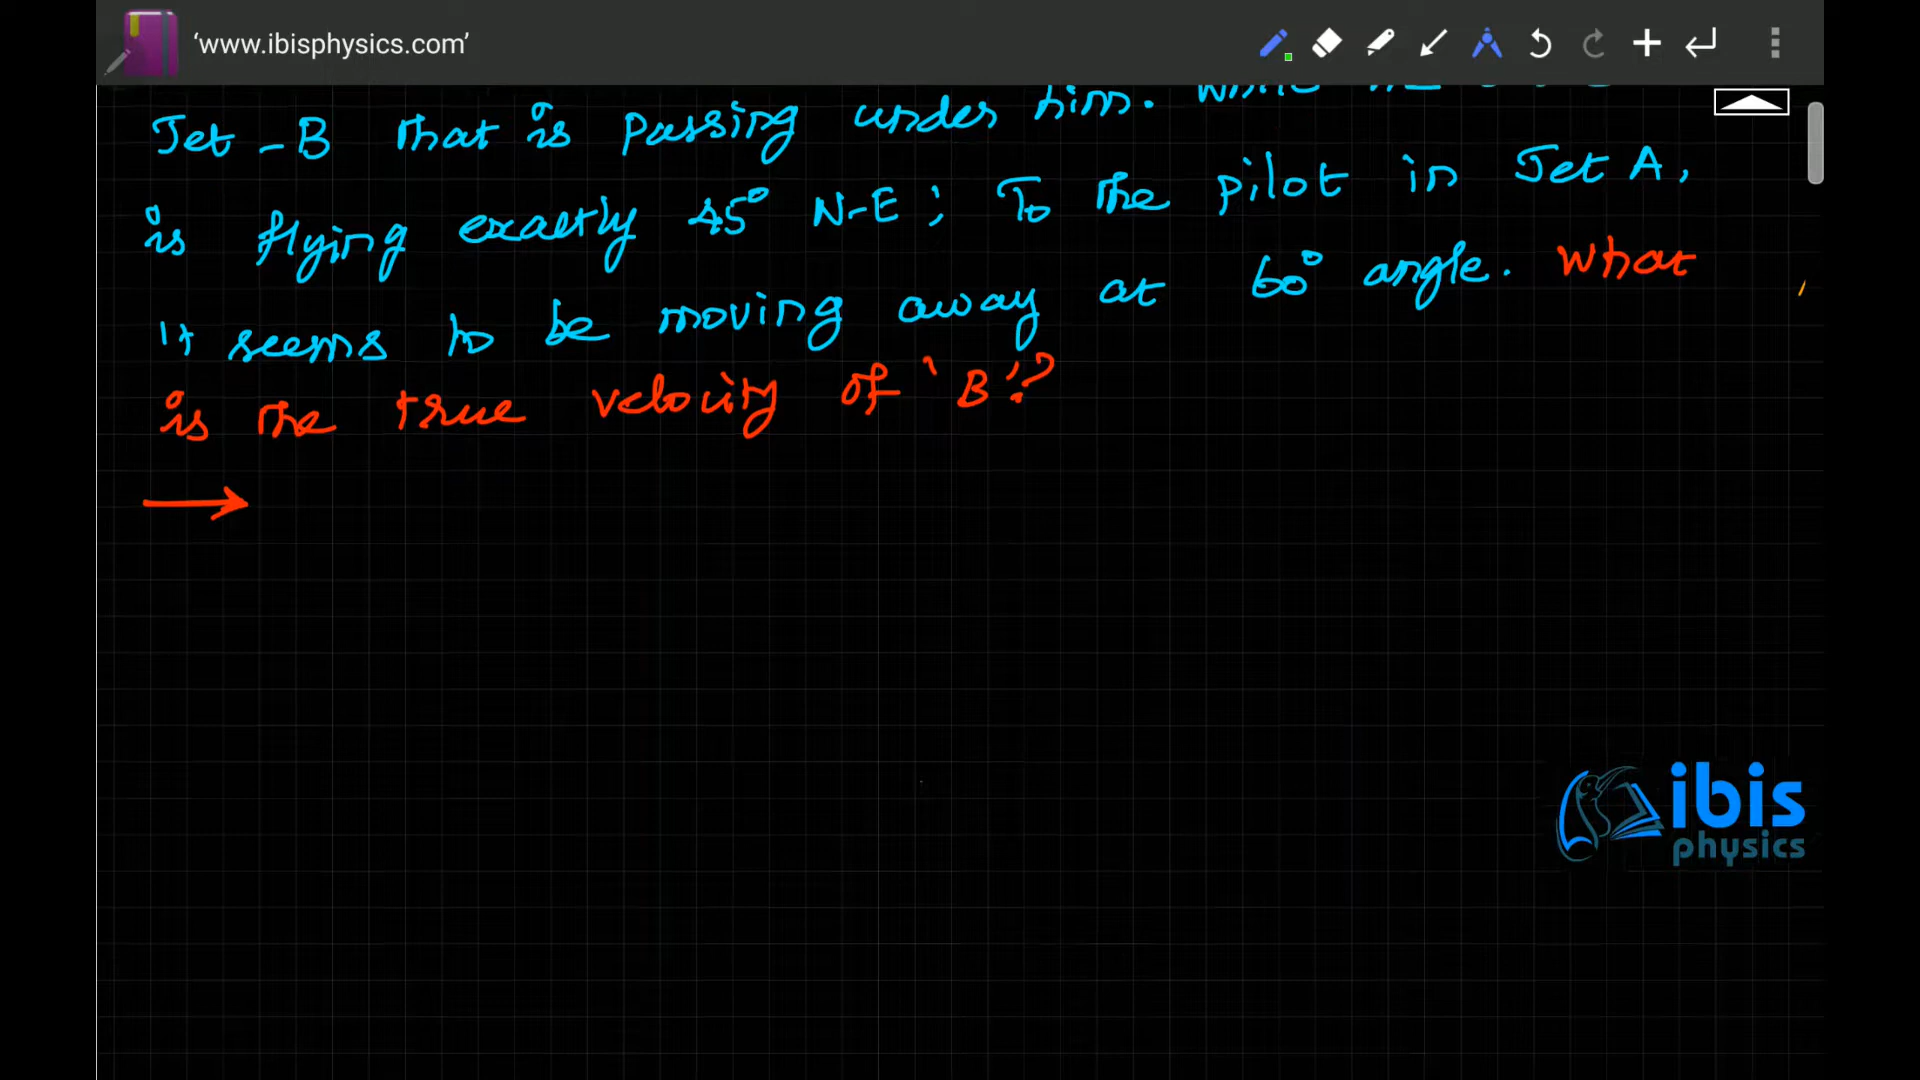 'www.ibisphysics.com'
Jet - B that is passing under him. While
is flying exactly 45° N-E; To the pilot in Jet A,
it seems to be moving away at 60° angle. What
is the true velocity of 'B'?
ibis
physics